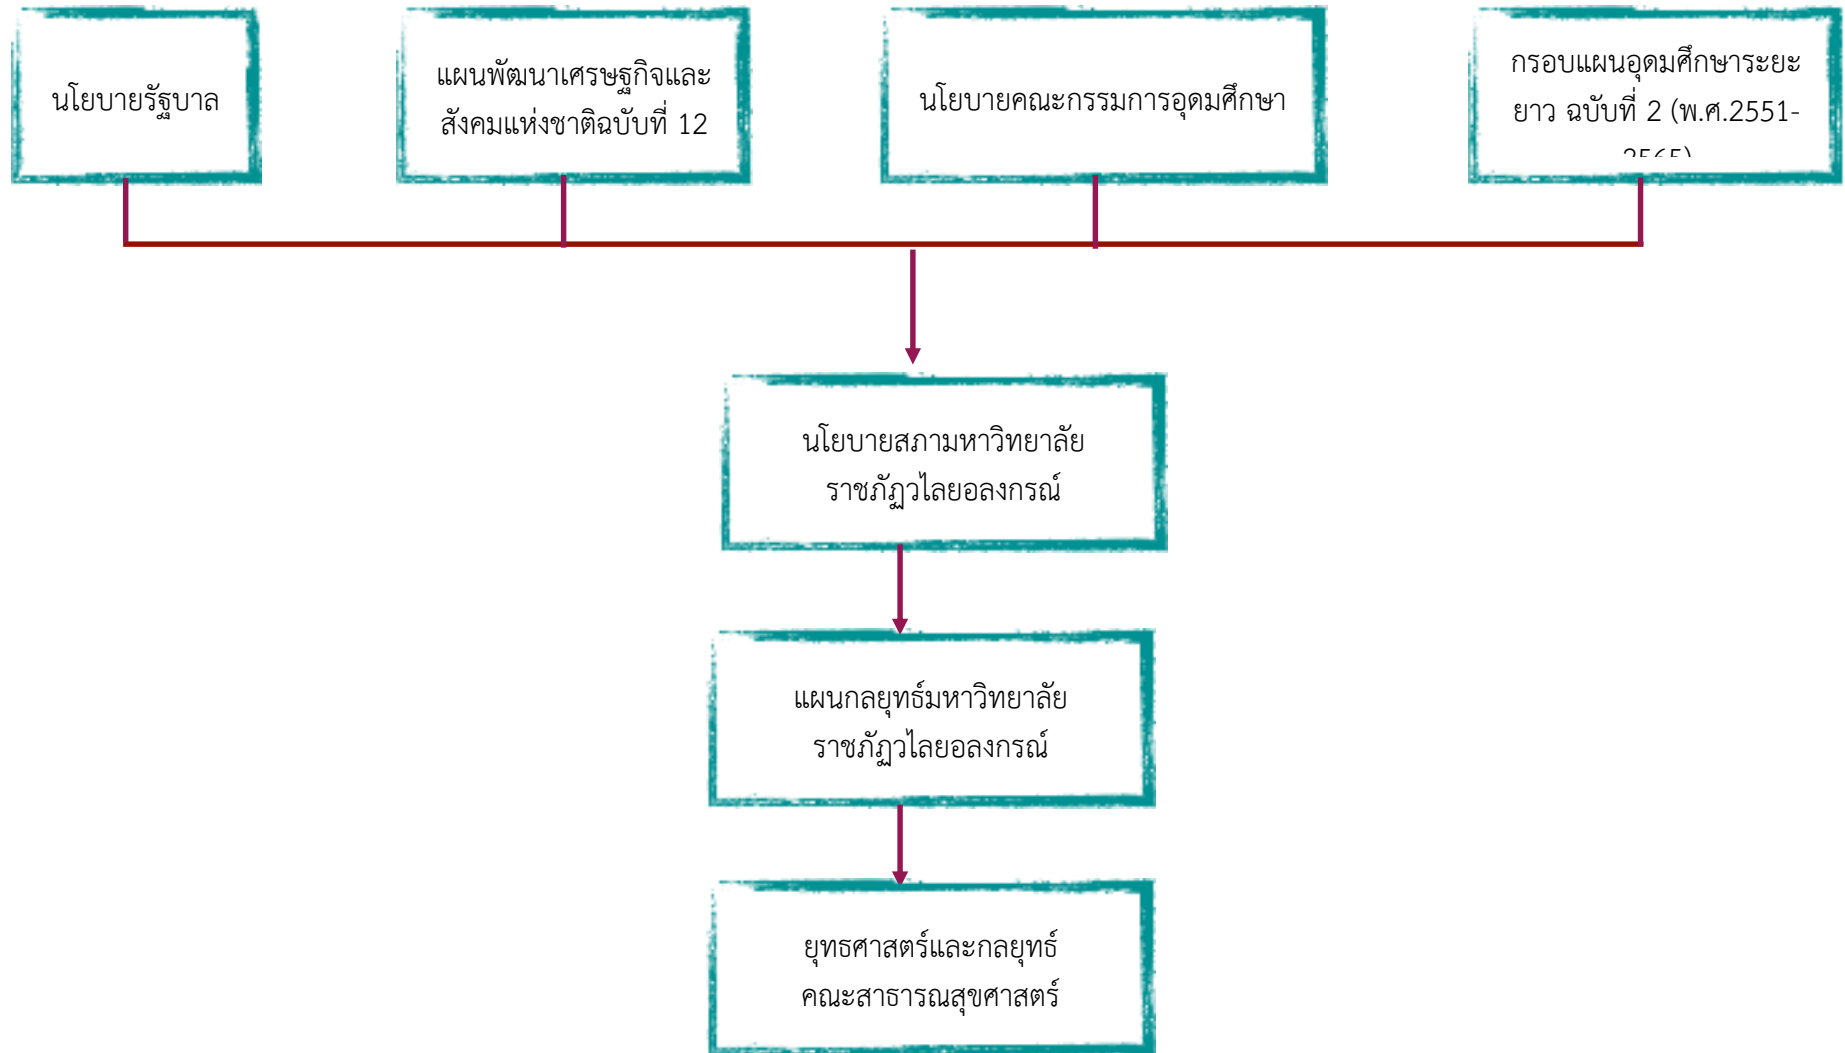 นโยบายรัฐบาล
แผนพัฒนาเศรษฐกิจและ
สังคมแห่งชาติฉบับที่ 12
นโยบายคณะกรรมการอุดมศึกษา
กรอบแผนอุดมศึกษาระยะ
ยาว ฉบับที่ 2 (พ.ศ.2551-
2565)
นโยบายสภามหาวิทยาลัย
ราชภัฏวไลยอลงกรณ์
แผนกลยุทธ์มหาวิทยาลัย
ราชภัฏวไลยอลงกรณ์
ยุทธศาสตร์และกลยุทธ์
คณะสาธารณสุขศาสตร์